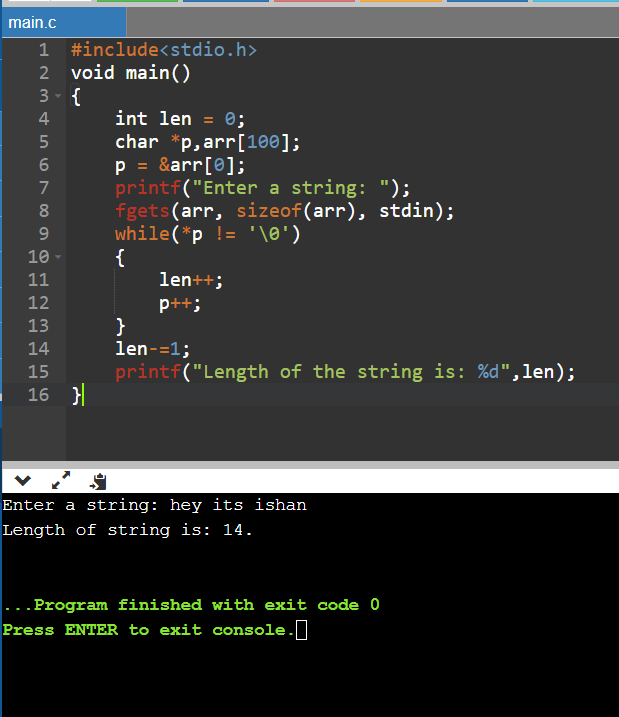 main.c
1 #include<stdio.h>
2 void main()
3 {
4 int len = 0;
5 char *p,arr[100];
6 p = &arr[0];
7 printf("Enter a string: ");
8 fgets(arr, sizeof(arr), stdin);
9 while(*p != '\0')
10 {
11 len++;
12 p++;
13 }
14 len-=1;
15 printf("Length of the string is: %d",len);
16 }
Enter a string: hey its ishan
Length of string is: 14.
...Program finished with exit code 0
Press ENTER to exit console.